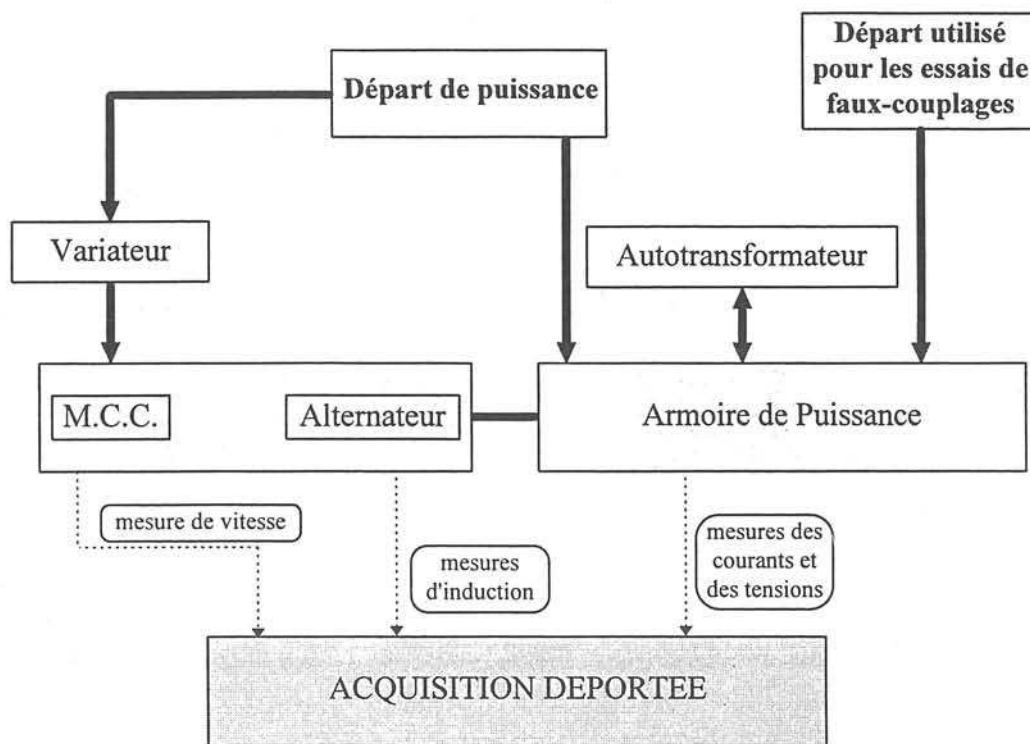 Départ de puissance
Départ utilisé
pour les essais de
faux-couplages
Variateur
Autotransformateur
M.C.C.
Alternateur
Armoire de Puissance
mesure de vitesse
mesures
d'induction
mesures des
courants et
des tensions
ACQUISITION DEPORTEE